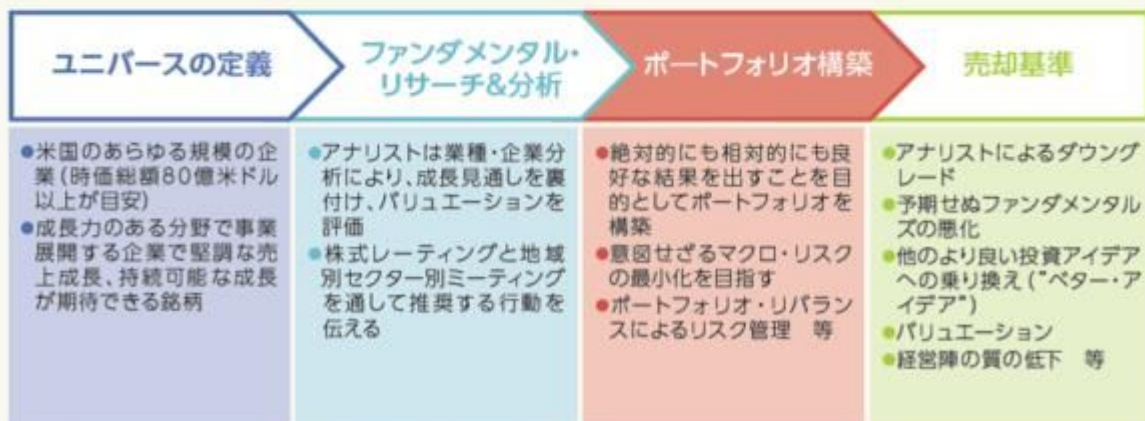 ユニバースの定義
ファンダメンタル・
リサーチ&分析
ポートフォリオ構築
売却基準
●米国のあらゆる規模の企
業(時価総額80億米ドル
以上が目安)
●成長力のある分野で事業
展開する企業で堅調な売
上成長、持続可能な成長
が期待できる銘柄
●アナリストは業種・企業分
析により、成長見通しを裏
付け、バリュエーションを
評価
●株式レーティングと地域
別セクター別ミーティング
を通して推奨する行動を
伝える
●絶対的にも相対的にも良
好な結果を出すことを目
的としてポートフォリオを
構築
●意図せざるマクロ・リスク
の最小化を目指す
●ポートフォリオ・リバラン
スによるリスク管理 等
●アナリストによるダウング
レード
●予期せぬファンダメンタル
ズの悪化
●他のより良い投資アイデア
への乗り換え("ベター・ア
イデア")
●バリュエーション
●経営陣の質の低下 等